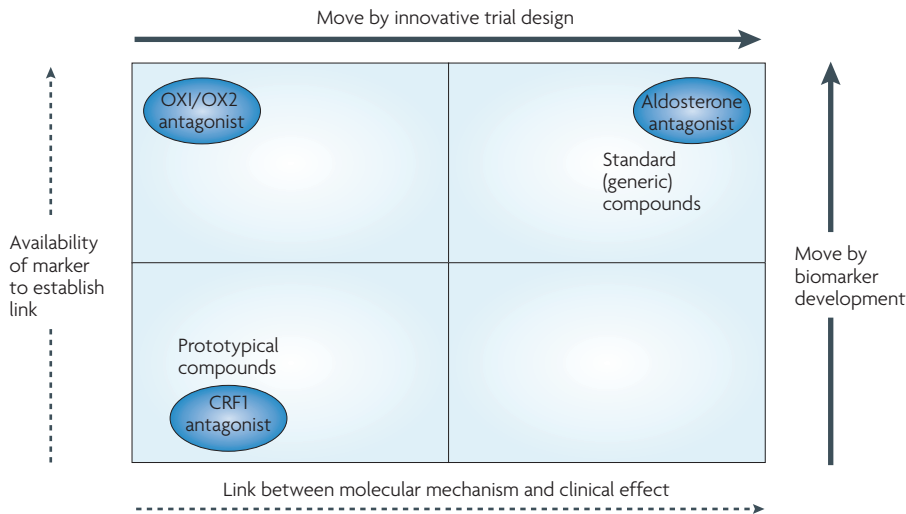 Move by innovative trial design
OX1/OX2
antagonist
Aldosterone
antagonist
Standard
(generic)
compounds
Availability
of marker
to establish
link
Move by
biomarker
development
Prototypical
compounds
CRF1
antagonist
Link between molecular mechanism and clinical effect